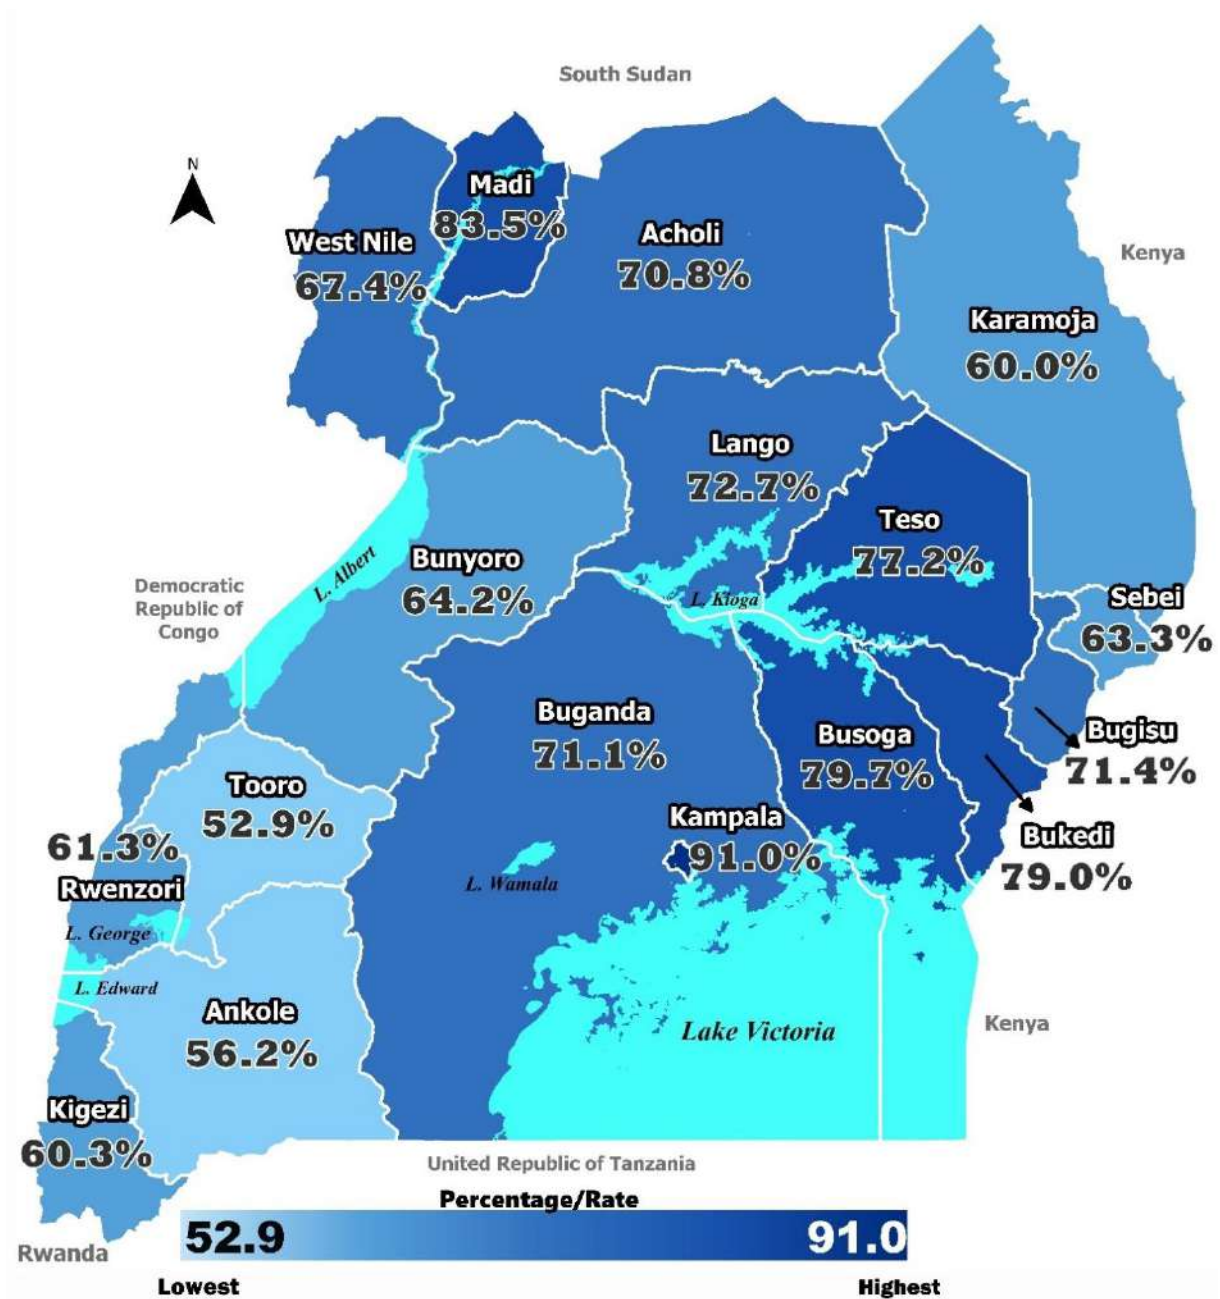 South Sudan
N
Madi
83.5%
West Nile
67.4%
Acholi
70.8%
Kenya
Karamoja
60.0%
Lango
72.7%
Teso
77.2%
L. Albert
Bunyoro
64.2%
Democratic
Republic of
Congo
L. Kioga
Sebei
63.3%
Buganda
71.1%
Busoga
79.7%
Bugisu
71.4%
Tooro
52.9%
Kampala
91.0%
Bukedi
79.0%
61.3%
Rwenzori
L. Wamala
L. George
L. Edward
Ankole
56.2%
Lake Victoria
Kenya
Kigezi
60.3%
United Republic of Tanzania
Percentage/Rate
52.9
91.0
Rwanda
Lowest
Highest